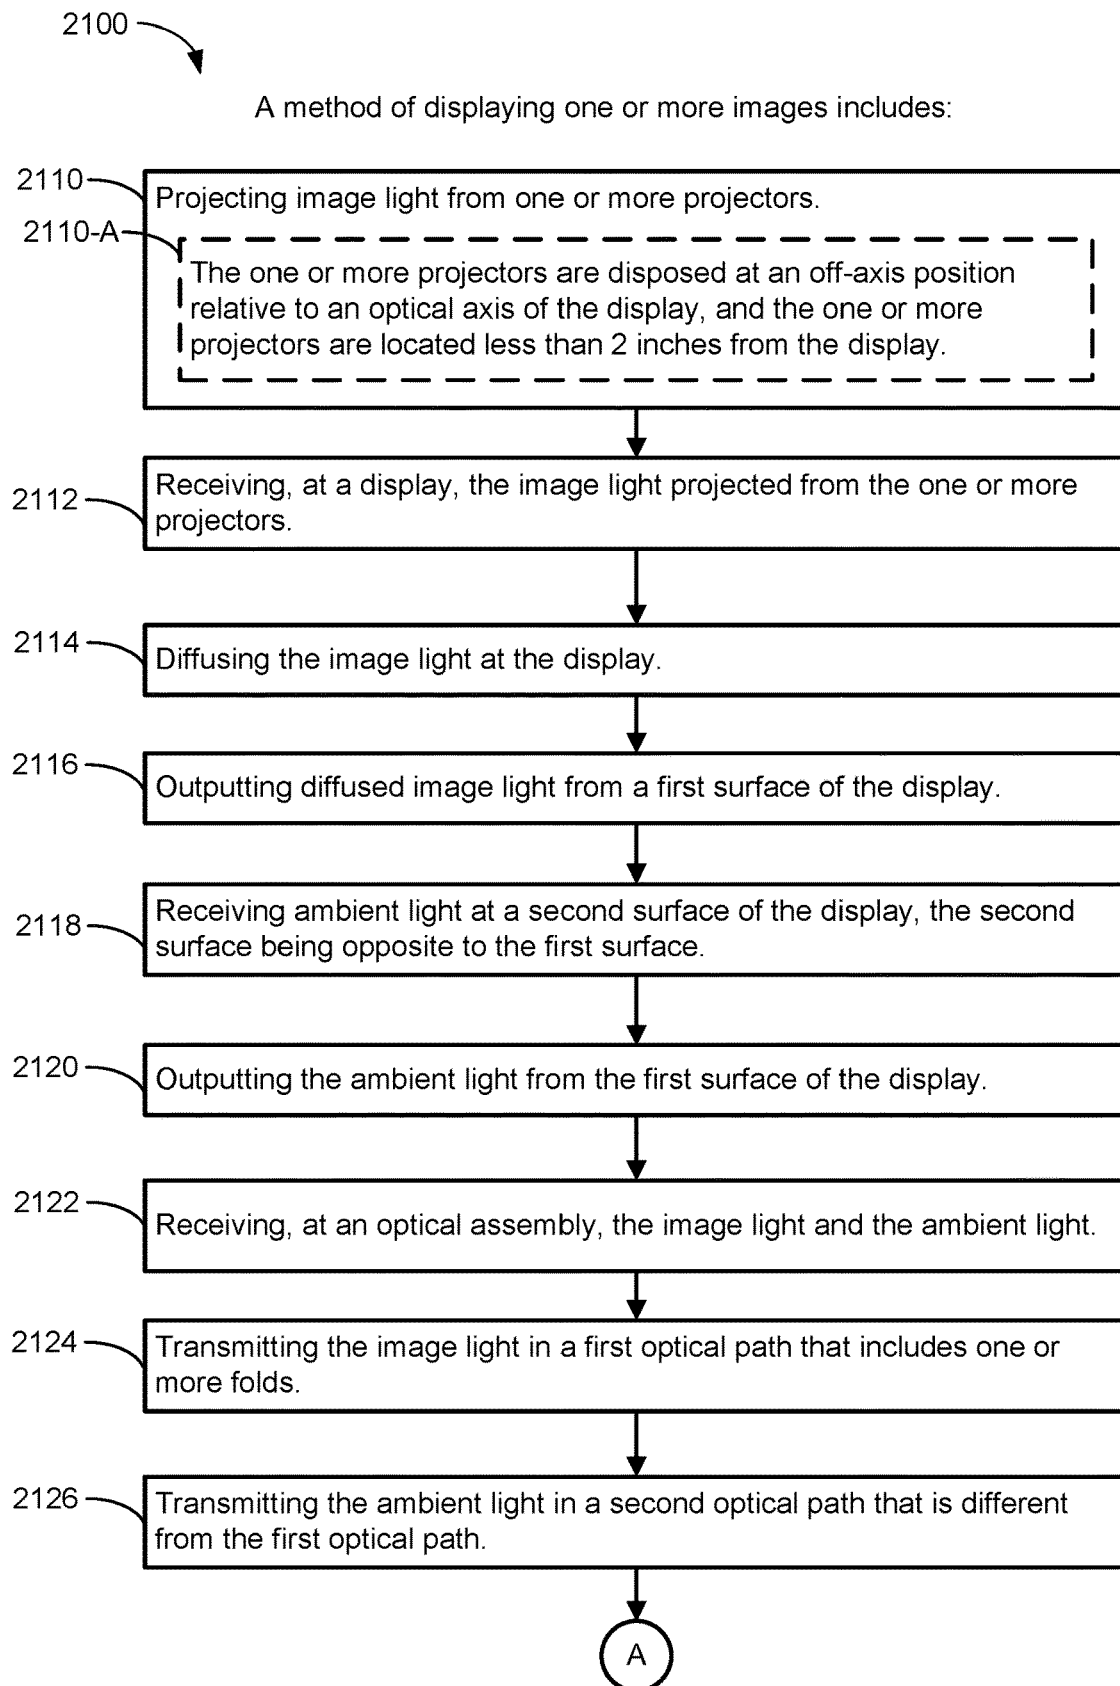 2100
A method of displaying one or more images includes:
2110
Projecting image light from one or more projectors.
2110-A
The one or more projectors are disposed at an off-axis position
relative to an optical axis of the display, and the one or more
projectors are located less than 2 inches from the display.
2112
Receiving, at a display, the image light projected from the one or more
projectors.
2114
Diffusing the image light at the display.
2116
Outputting diffused image light from a first surface of the display.
2118
Receiving ambient light at a second surface of the display, the second
surface being opposite to the first surface.
2120
Outputting the ambient light from the first surface of the display.
2122
Receiving, at an optical assembly, the image light and the ambient light.
2124
Transmitting the image light in a first optical path that includes one or
more folds.
2126
Transmitting the ambient light in a second optical path that is different
from the first optical path.
A